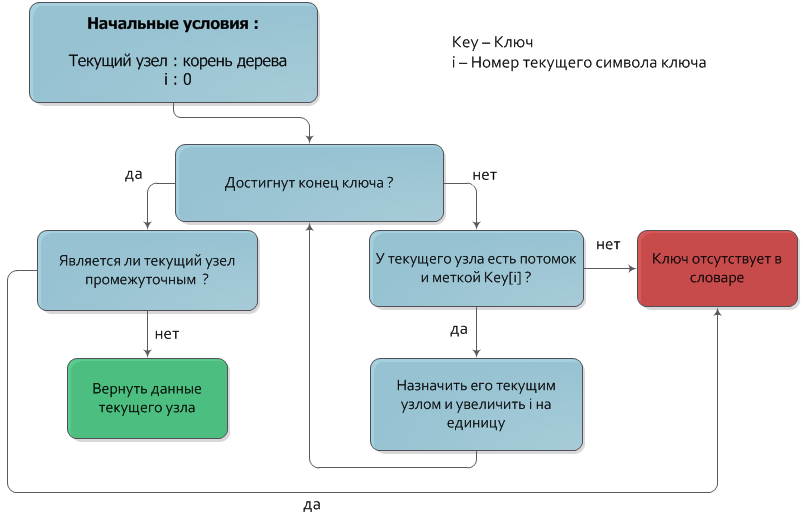 Начальные условия :
Текущий узел : корень дерева
i : 0
Key – Ключ
i – Номер текущего символа ключа
да
Достигнут конец ключа ?
нет
Является ли текущий узел
промежуточным ?
У текущего узла есть потомок
и меткой Key[i] ?
нет
Ключ отсутствует в
словаре
нет
да
Вернуть данные
текущего узла
Назначить его текущим
узлом и увеличить i на
единицу
да